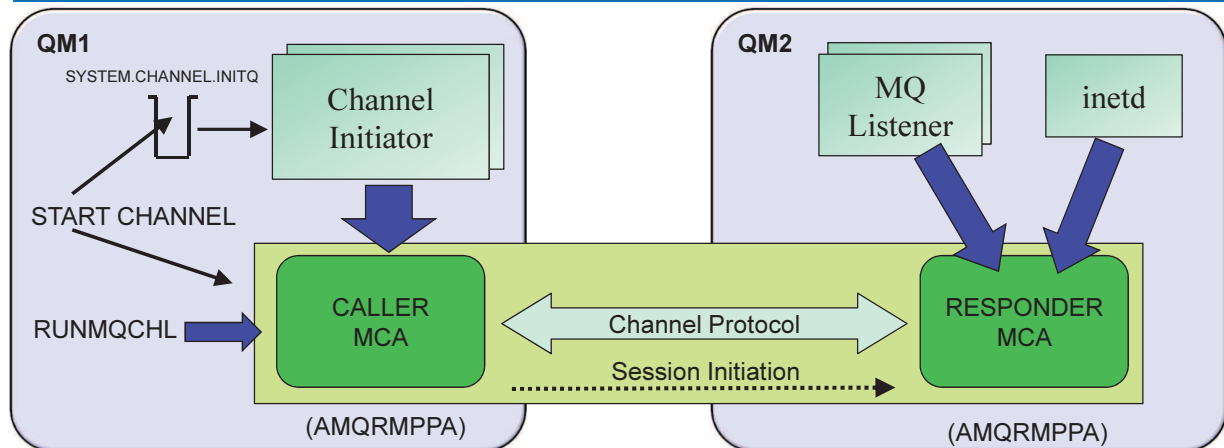 QM1
SYSTEM.CHANNEL.INITQ
Channel
Initiator
START CHANNEL
RUNMQCHL
CALLER
MCA
(AMQRMPPA)
Channel Protocol
Session Initiation
QM2
MQ
Listener
inetd
RESPONDER
MCA
(AMQRMPPA)